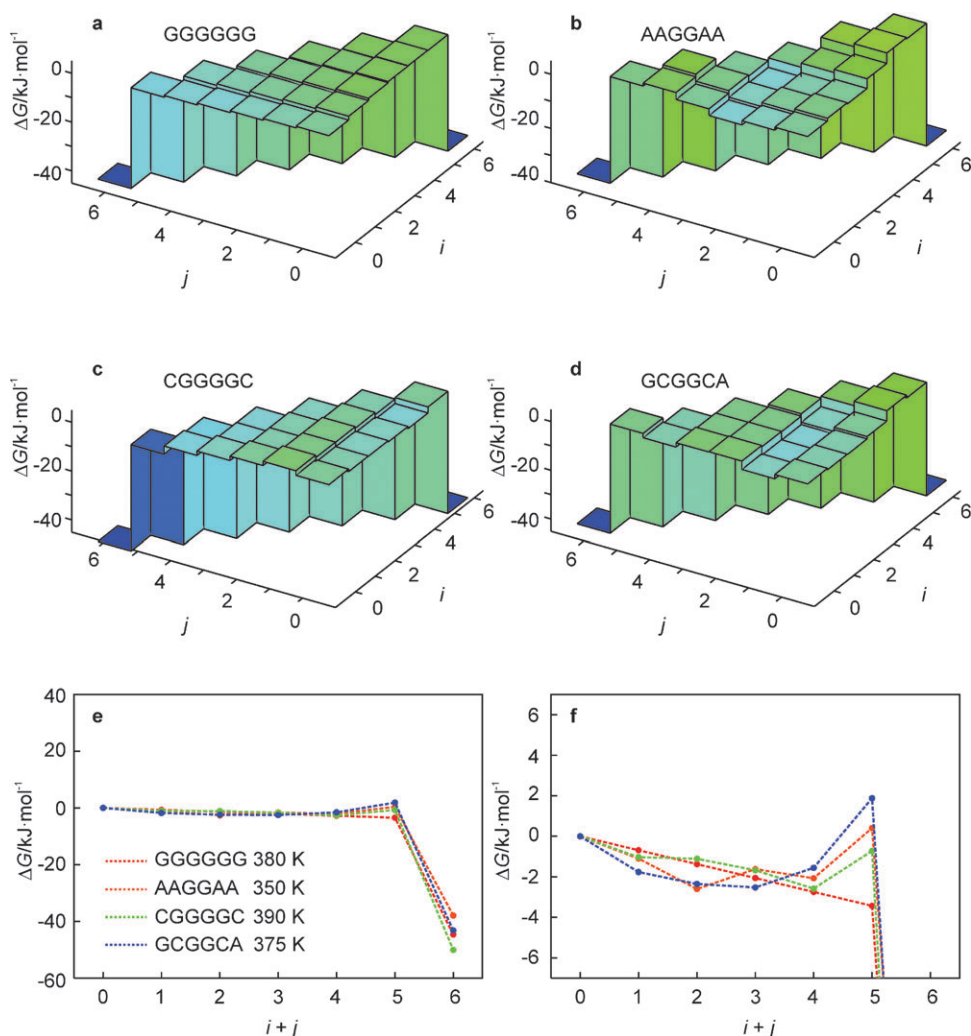 a
GGGGGG
ΔG/kJ·mol⁻¹
0
-20
-40
6
4
2
0
j
0
2
4
6
i
b
AAGGAA
ΔG/kJ·mol⁻¹
0
-20
-40
6
4
2
0
j
0
2
4
6
i
c
CGGGGC
ΔG/kJ·mol⁻¹
0
-20
-40
6
4
2
0
j
0
2
4
6
i
d
GCGGCA
ΔG/kJ·mol⁻¹
0
-20
-40
6
4
2
0
j
0
2
4
6
i
e
ΔG/kJ·mol⁻¹
40
20
0
-20
-40
-60
GGGGGG 380 K
AAGGAA 350 K
CGGGGC 390 K
GCGGCA 375 K
0 1 2 3 4 5 6
i + j
f
ΔG/kJ·mol⁻¹
6
4
2
0
-2
-4
-6
0 1 2 3 4 5 6
i + j